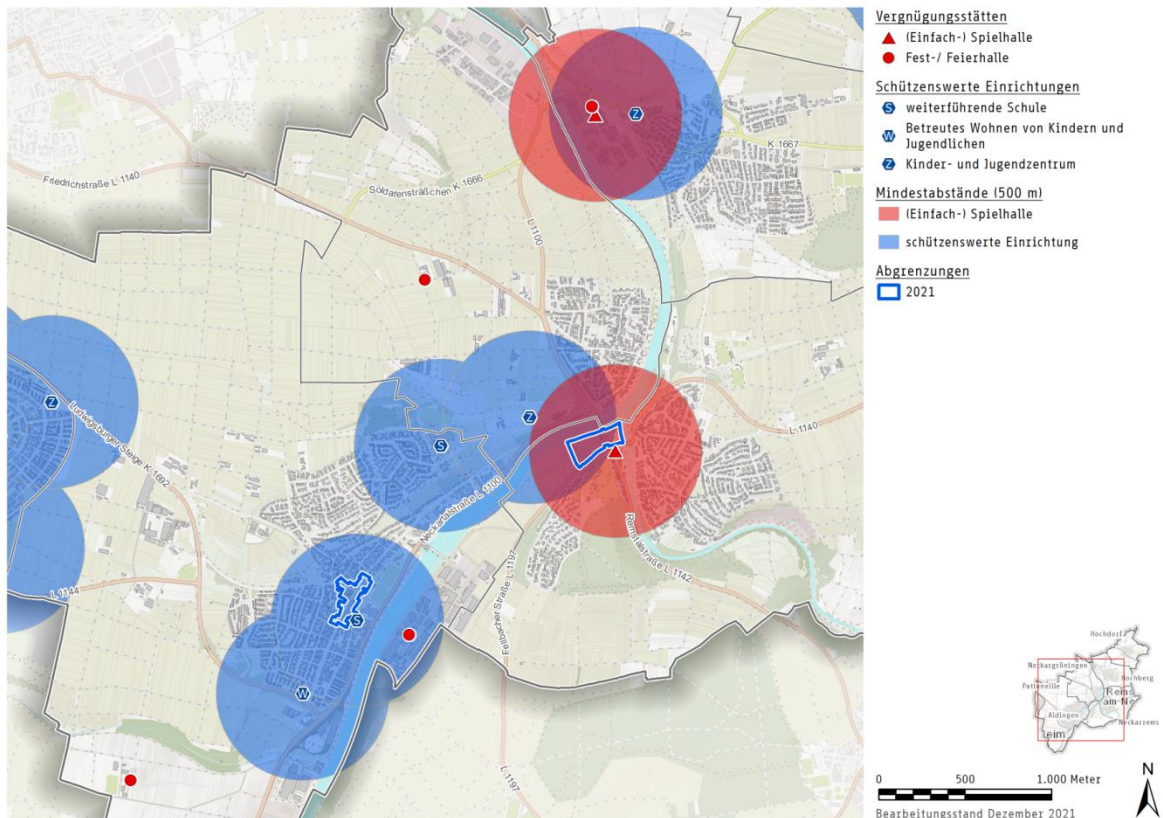 Vergnügungsstätten
(Einfach-) Spielhalle
Fest-/ Feierhalle
Schützenswerte Einrichtungen
S weiterführende Schule
W Betreutes Wohnen von Kindern und
Jugendlichen
Z Kinder- und Jugendzentrum
Mindestabstände (500 m)
(Einfach-) Spielhalle
schützenswerte Einrichtung
Abgrenzungen
2021
Z
K 1667
Friedrichstraße L 1140
Soldatensträßchen K 1666
L 1100
Z
Ludwigsburger Steige K 1692
Z
S
L 1140
Neckartalstraße L 1100
Remstalstraße L 1142
L 1144
Fellbacher Straße L 1197
S
W
L 1197
Hochdorf
Neckargröningen
Hochberg
Pattonville
Rems
am Ne
Aldingen
Neckarrems
eim
0 500 1.000 Meter
N
Bearbeitungsstand Dezember 2021